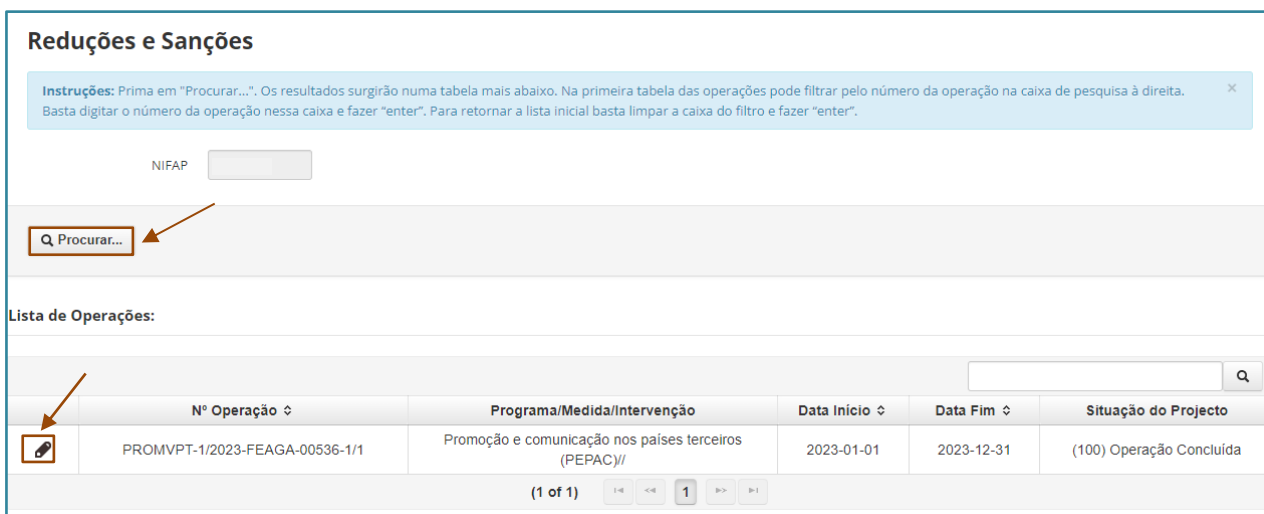 Reduções e Sanções
Instruções: Prima em "Procurar...". Os resultados surgirão numa tabela mais abaixo. Na primeira tabela das operações pode filtrar pelo número da operação na caixa de pesquisa à direita.
Basta digitar o número da operação nessa caixa e fazer “enter”. Para retornar a lista inicial basta limpar a caixa do filtro e fazer “enter”.
NIFAP
Procurar...
Lista de Operações:
Nº Operação Programa/Medida/Intervenção Data Início Data Fim Situação do Projecto
PROMVPT-1/2023-FEAGA-00536-1/1 Promoção e comunicação nos países terceiros 2023-01-01 2023-12-31 (100) Operação Concluída
(PEPAC)//
(1 of 1) 1